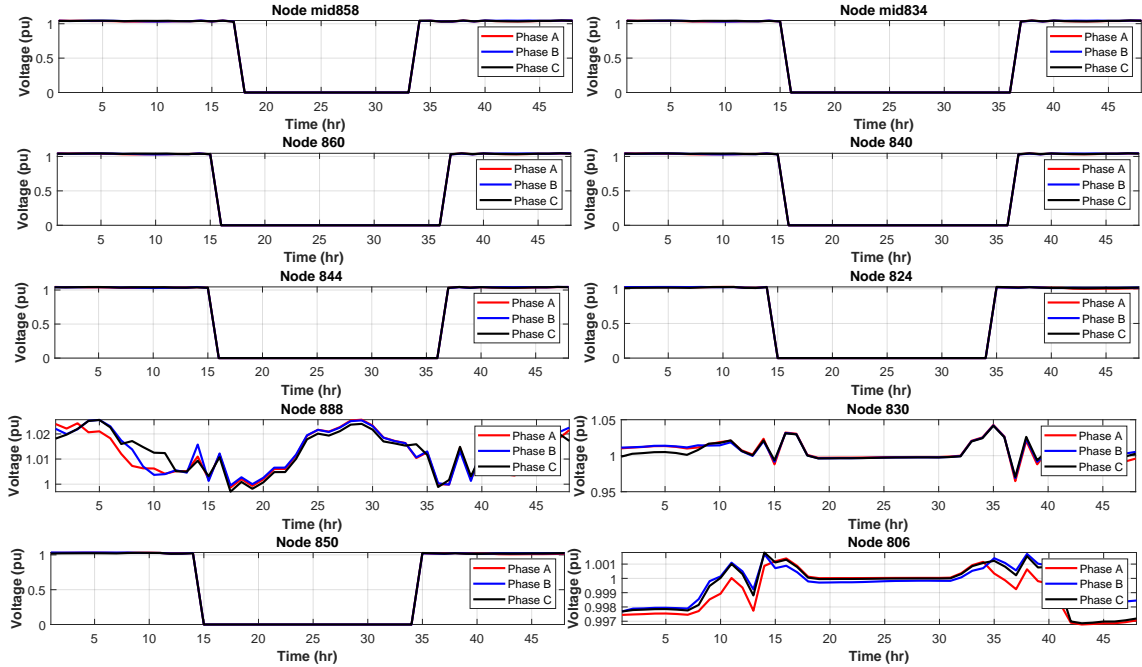 Node mid858
Voltage (pu)
1
0.5
0
Phase A
Phase B
Phase C
5 10 15 20 25 30 35 40 45
Time (hr)
Node mid834
Voltage (pu)
1
0.5
0
Phase A
Phase B
Phase C
5 10 15 20 25 30 35 40 45
Time (hr)
Node 860
Voltage (pu)
1
0.5
0
Phase A
Phase B
Phase C
5 10 15 20 25 30 35 40 45
Time (hr)
Node 840
Voltage (pu)
1
0.5
0
Phase A
Phase B
Phase C
5 10 15 20 25 30 35 40 45
Time (hr)
Node 844
Voltage (pu)
1
0.5
0
Phase A
Phase B
Phase C
5 10 15 20 25 30 35 40 45
Time (hr)
Node 824
Voltage (pu)
1
0.5
0
Phase A
Phase B
Phase C
5 10 15 20 25 30 35 40 45
Time (hr)
Node 888
Voltage (pu)
1.02
1.01
1
Phase A
Phase B
Phase C
5 10 15 20 25 30 35 40 45
Time (hr)
Node 830
Voltage (pu)
1.05
1
0.95
Phase A
Phase B
Phase C
5 10 15 20 25 30 35 40 45
Time (hr)
Node 850
Voltage (pu)
1
0.5
0
Phase A
Phase B
Phase C
5 10 15 20 25 30 35 40 45
Time (hr)
Node 806
Voltage (pu)
1.001
0.998
0.997
Phase A
Phase B
Phase C
5 10 15 20 25 30 35 40 45
Time (hr)